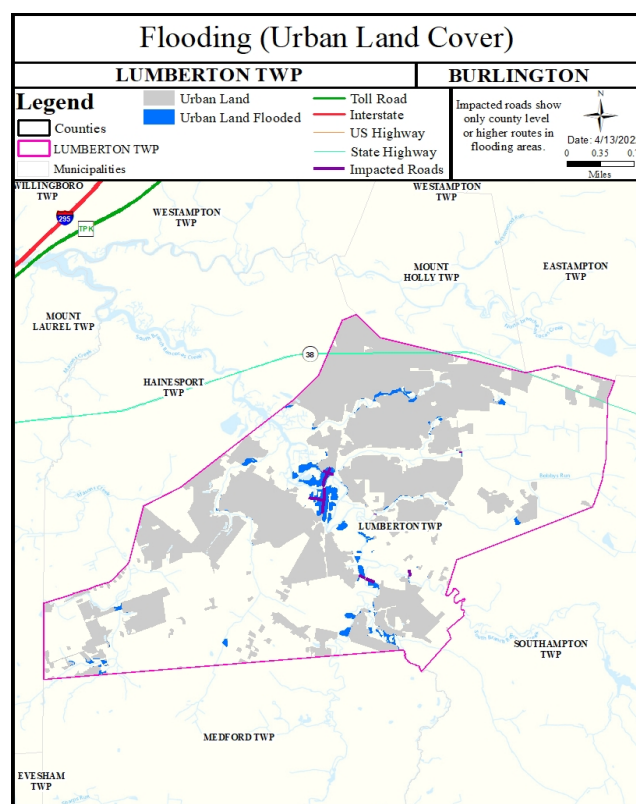 Flooding (Urban Land Cover)
LUMBERTON TWP
BURLINGTON
Legend
Counties
LUMBERTON TWP
Municipalities
Urban Land
Urban Land Flooded
Toll Road
Interstate
US Highway
State Highway
Impacted Roads
Impacted roads show
only county level
or higher routes in
flooding areas.
N
Date: 4/13/202
0 0.35 0.7
Miles
WILLINGBORO
TWP
WESTAMPTON
TWP
WESTAMPTON
TWP
295
TPK
MOUNT
HOLLY TWP
EASTAMPTON
TWP
MOUNT
LAUREL TWP
38
HAINESPORT
TWP
LUMBERTON TWP
SOUTHAMPTON
TWP
MEDFORD TWP
EVESHAM
TWP